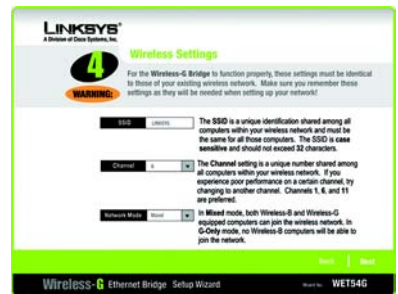 LINKSYS®
A Division of Cisco Systems, Inc.
4
WARNING:
Wireless Settings
For the Wireless-G Bridge to function properly, these settings must be identical
to those of your existing wireless network. Make sure you remember these
settings as they will be needed when setting up your network!
SSID LINKSYS
The SSID is a unique identification shared among all
computers within your wireless network and must be
the same for all those computers. The SSID is case
sensitive and should not exceed 32 characters.
Channel 6
The Channel setting is a unique number shared among
all computers within your wireless network. If you
experience poor performance on a certain channel, try
changing to another channel. Channels 1, 6, and 11
are preferred.
Network Mode Mixed
In Mixed mode, both Wireless-B and Wireless-G
equipped computers can join the wireless network. In
G-Only mode, no Wireless-B computers will be able to
join the network.
Back Next
Wireless-G Ethernet Bridge Setup Wizard
Model No. WET54G